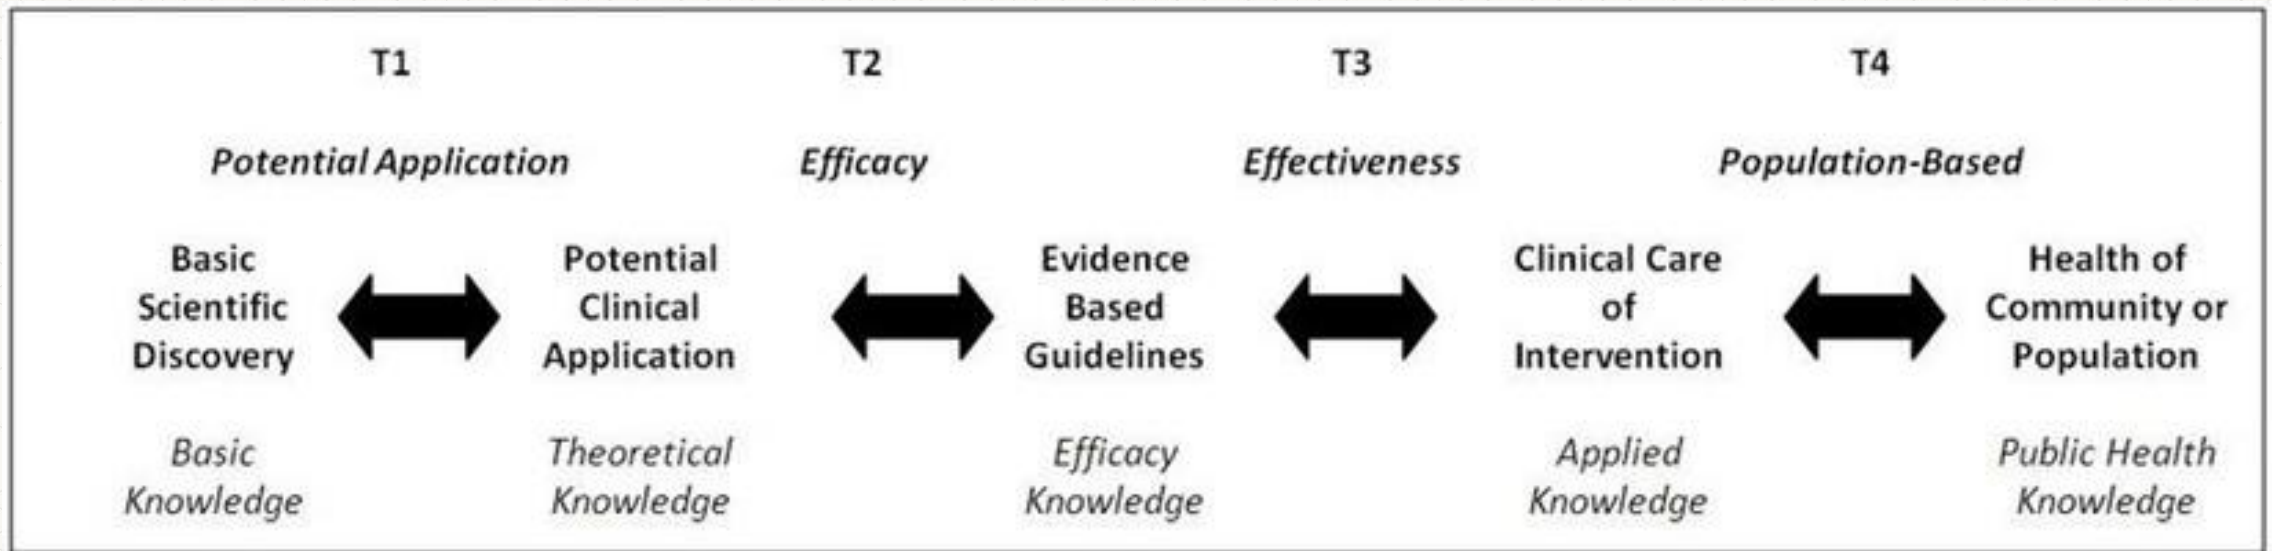 T1 T2 T3 T4
Potential Application Efficacy Effectiveness Population-Based
Basic Potential Evidence Clinical Care Health of
Scientific Clinical Based of Community or
Discovery Application Guidelines Intervention Population
Basic Theoretical Efficacy Applied Public Health
Knowledge Knowledge Knowledge Knowledge Knowledge